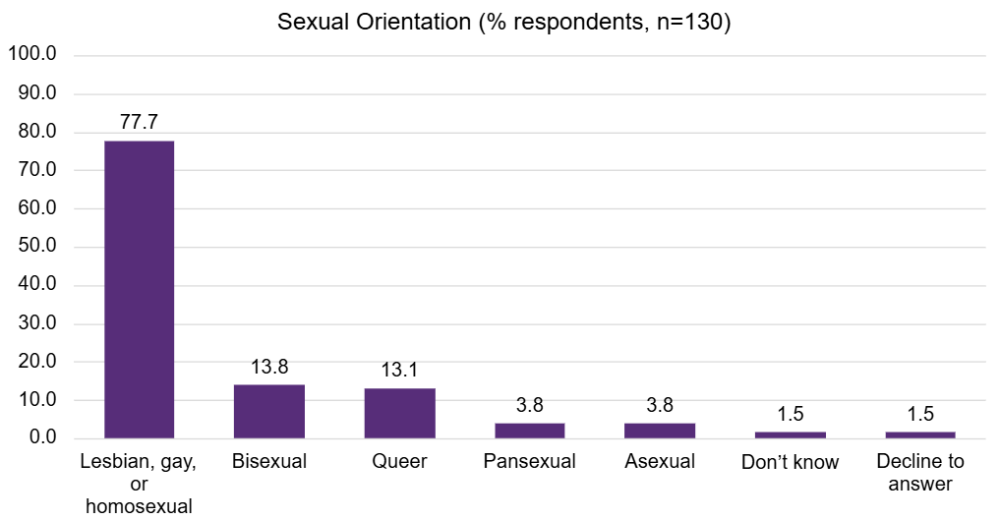 Sexual Orientation (% respondents, n=130)
100.0
90.0
80.0
70.0
60.0
50.0
40.0
30.0
20.0
10.0
0.0
77.7
13.8
13.1
3.8
3.8
1.5
1.5
Lesbian, gay,
or
homosexual
Bisexual
Queer
Pansexual
Asexual
Don’t know
Decline to
answer